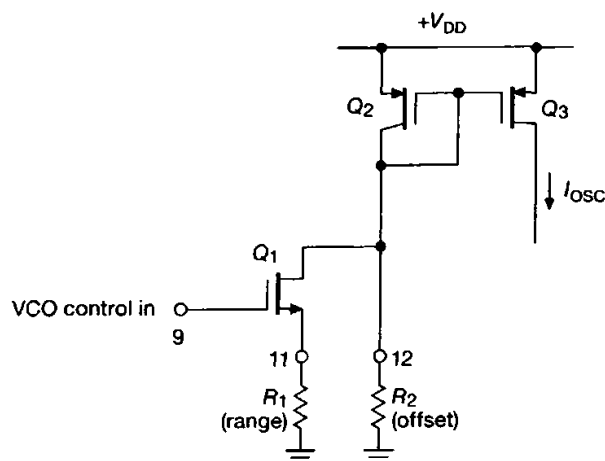 +VDD
Q2
Q3
IOSC
Q1
VCO control in
9
11
12
R1
(range)
R2
(offset)